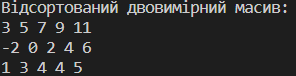 Відсортований двовимірний масив:
3 5 7 9 11
-2 0 2 4 6
1 3 4 4 5